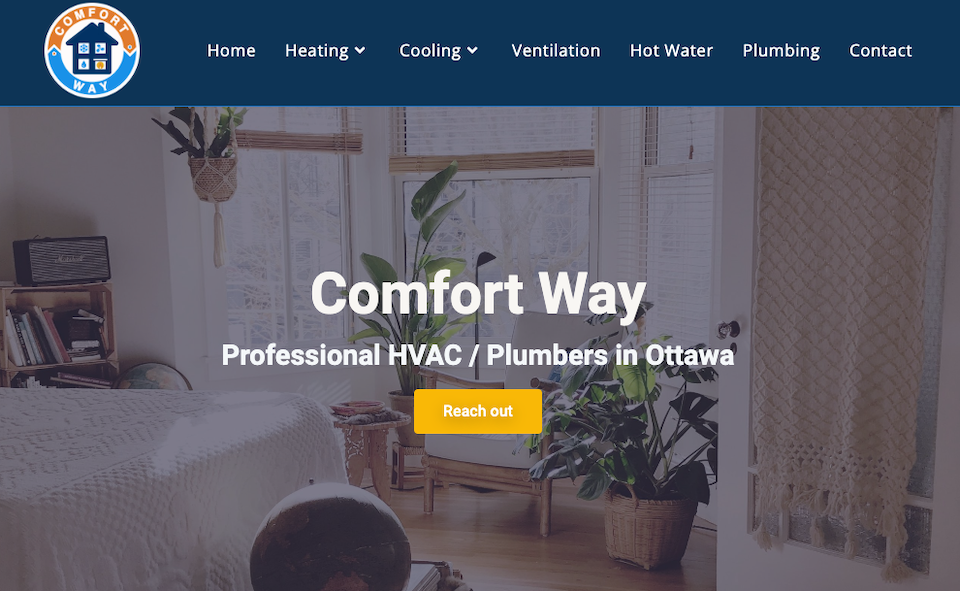 COMFORT
WAY
Home Heating Cooling Ventilation Hot Water Plumbing Contact
Marshall
Comfort Way
Professional HVAC / Plumbers in Ottawa
Reach out